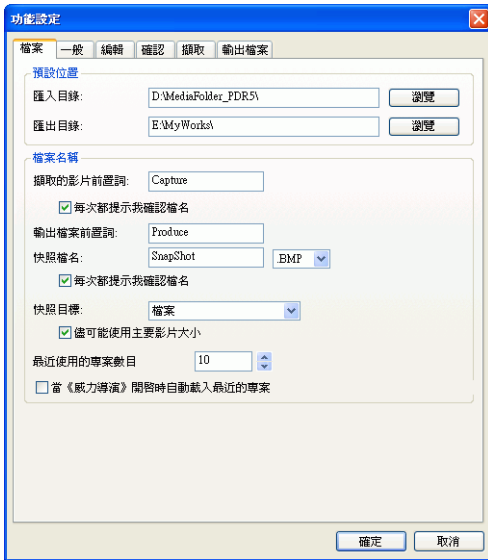 功能設定
檔案 一般 編輯 確認 擷取 輸出檔案
預設位置
匯入目錄: D:\MediaFolder_PDR5\ 瀏覽
匯出目錄: E:\MyWorks\ 瀏覽
檔案名稱
擷取的影片前置詞: Capture
每次都提示我確認檔名
輸出檔案前置詞: Produce
快照檔名: SnapShot .BMP
每次都提示我確認檔名
快照目標: 檔案
儘可能使用主要影片大小
最近使用的專案數目 10
當《威力導演》開啓時自動載入最近的專案
確定 取消